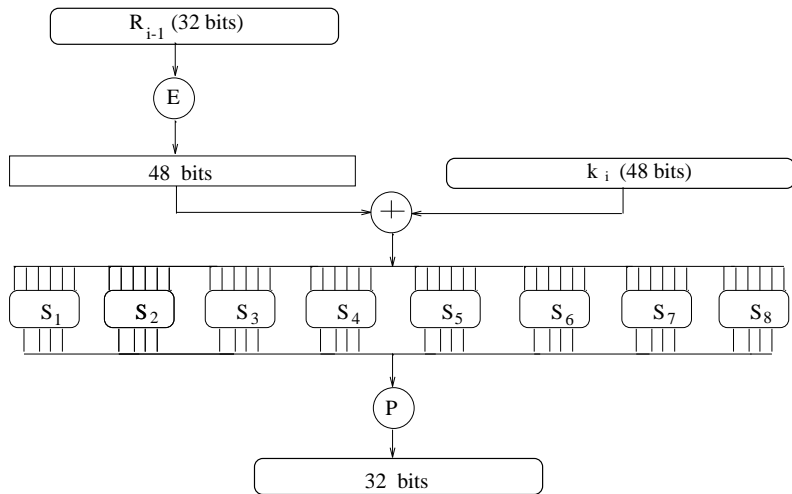 R i-1 (32 bits)
E
48 bits
k i (48 bits)
+
S1 S2 S3 S4 S5 S6 S7 S8
P
32 bits